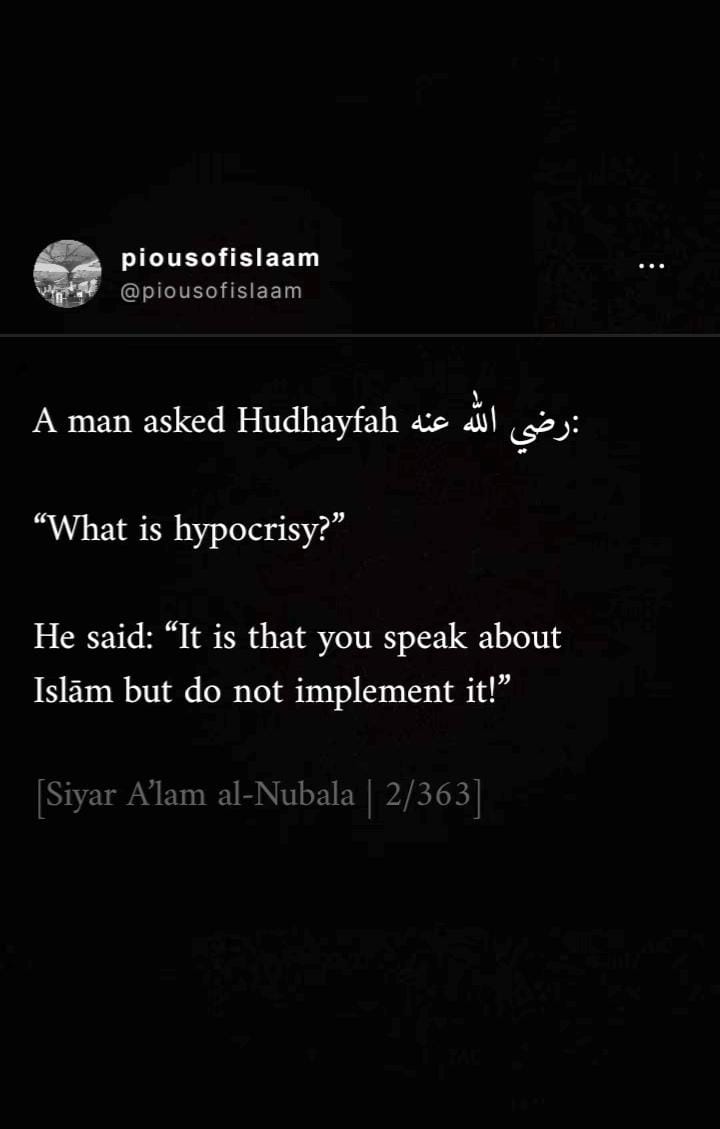 piousofislaam
@piousofislaam
...
A man asked Hudhayfah رضي الله عنه:
“What is hypocrisy?”
He said: “It is that you speak about
Islām but do not implement it!”
[Siyar A’lam al-Nubala | 2/363]